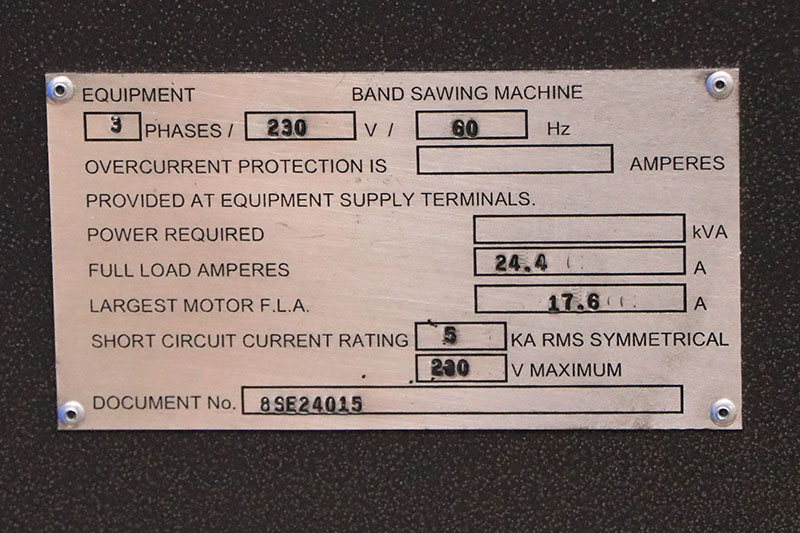 EQUIPMENT BAND SAWING MACHINE
3 PHASES / 230 V / 60 Hz
OVERCURRENT PROTECTION IS AMPERES
PROVIDED AT EQUIPMENT SUPPLY TERMINALS.
POWER REQUIRED kVA
FULL LOAD AMPERES 24.4 A
LARGEST MOTOR F.L.A. 17.6 A
SHORT CIRCUIT CURRENT RATING 5 KA RMS SYMMETRICAL
230 V MAXIMUM
DOCUMENT No. 8SE24015